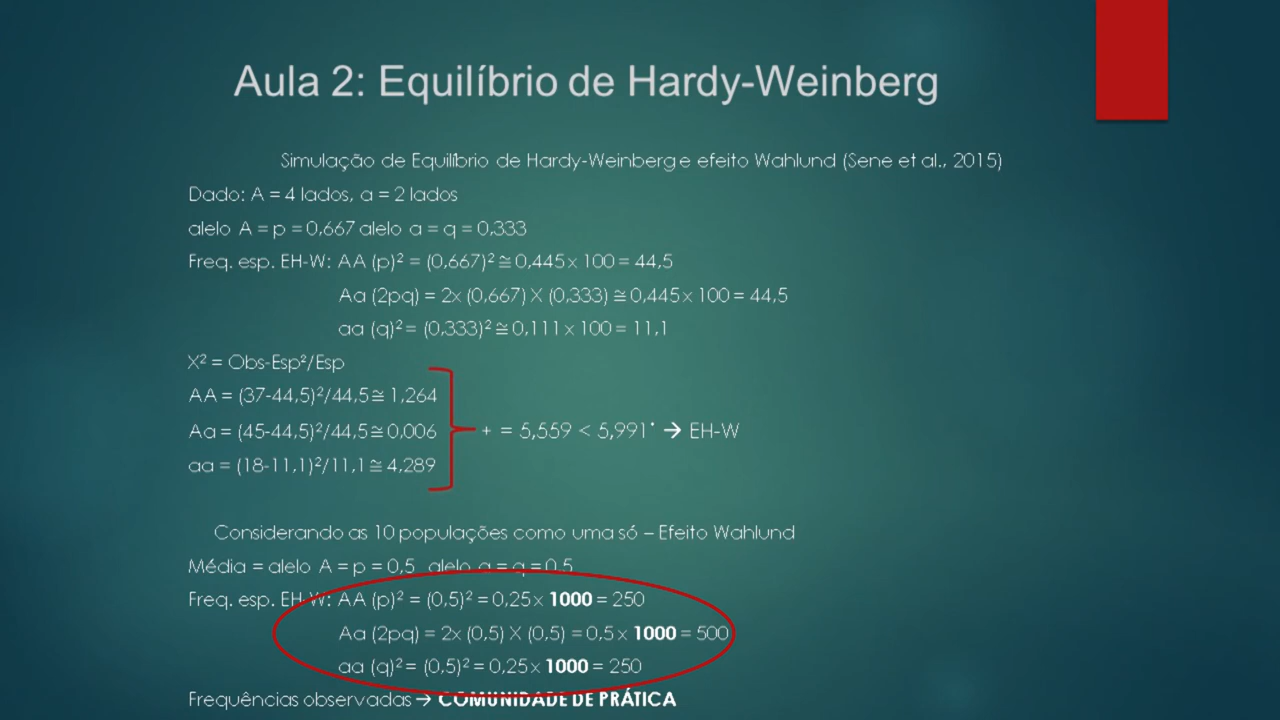 Aula 2: Equilíbrio de Hardy-Weinberg
Simulação de Equilíbrio de Hardy-Weinberg e efeito Wahlund (Sene et al., 2015)
Dado: A = 4 lados, a = 2 lados
alelo A = p = 0,667 alelo a = q = 0,333
Freq. esp. EH-W: AA (p)² = (0,667)² ≅ 0,445 x 100 = 44,5
Aa (2pq) = 2x (0,667) X (0,333) ≅ 0,445 x 100 = 44,5
aa (q)² = (0,333)² ≅ 0,111 x 100 = 11,1
X² = Obs-Esp²/Esp
AA = (37-44,5)²/44,5 ≅ 1,264
Aa = (45-44,5)²/44,5 ≅ 0,006
+ = 5,559 < 5,991* → EH-W
aa = (18-11,1)²/11,1 ≅ 4,289
Considerando as 10 populações como uma só – Efeito Wahlund
Média = alelo A = p = 0,5 alelo a = q = 0,5
Freq. esp. EH-W: AA (p)² = (0,5)² = 0,25 x 1000 = 250
Aa (2pq) = 2x (0,5) X (0,5) = 0,5 x 1000 = 500
aa (q)² = (0,5)² = 0,25 x 1000 = 250
Frequências observadas → COMUNIDADE DE PRÁTICA